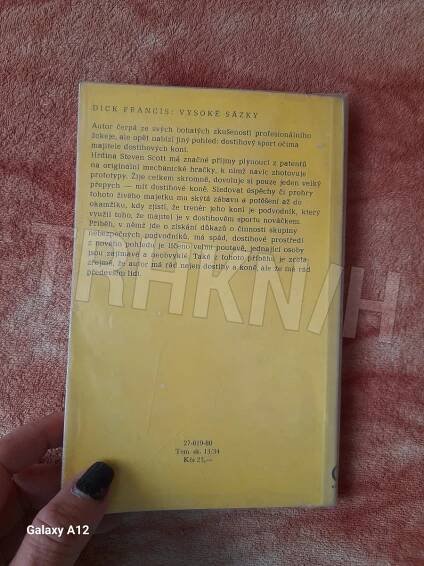 DICK FRANCIS: VYSOKÉ SÁZKY
Autor čerpá ze svých bohatých zkušeností profesionálního
žokeje, ale opět nabízí jiný pohled: dostihový sport očima
majitele dostihových koní.
Hrdina Steven Scott má značné příjmy plynoucí z patentů
na originální mechanické hračky, k nimž navíc zhotovuje
prototypy. Žije celkem skromně, dovoluje si pouze jeden velký
přepych — mít dostihové koně. Sledovat úspěchy či prohry
tohoto živého majetku mu skýtá zábavu a potěšení až do
okamžiku, kdy zjistí, že trenér jeho koní je podvodník, který
využil toho, že majitel je v dostihovém sportu nováčkem.
Příběh, v němž jde o získání důkazů o činnosti skupiny
nebezpečných podvodníků, má spád, dostihové prostředí
z nového pohledu je líčeno velmi poutavě, jednající osoby
jsou zajímavé a neobvyklé. Také z tohoto příběhu je zcela
zřejmé, že autor má rád nejen dostihy a koně, ale že má rád
především lidi.
27-019-80
Tem. sk. 13/34
Kčs 21,—
Galaxy A12